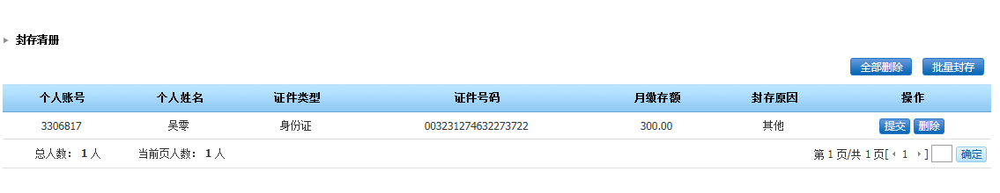 封存清册
全部删除 批量封存
个人账号 个人姓名 证件类型 证件号码 月缴存额 封存原因 操作
3306817 吴零 身份证 003231274632273722 300.00 其他 提交 删除
总人数： 1 人 当前页人数： 1 人 第 1 页/共 1 页[ 1 ] 确定